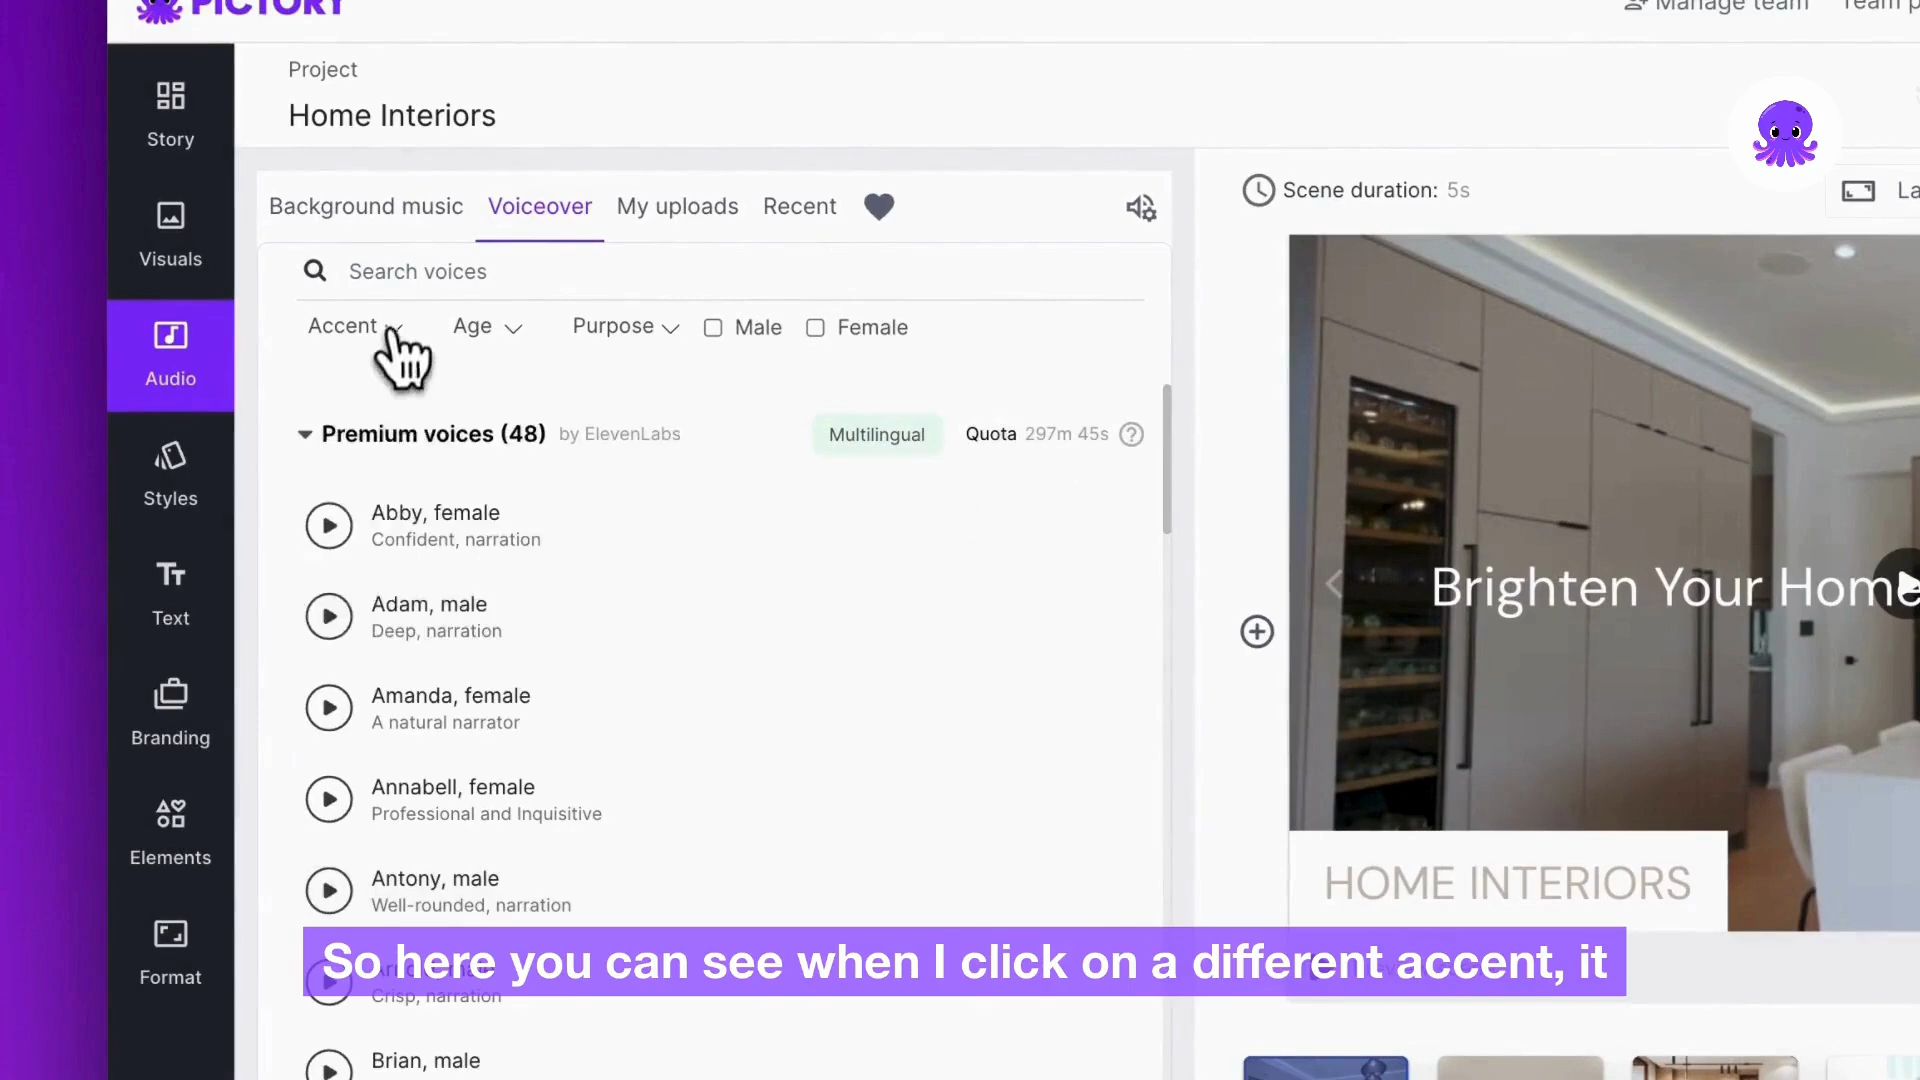 PICTORY
Manage team
Team
Project
Home Interiors
Story
Visuals
Audio
Styles
Text
Branding
Elements
Format
Background music
Voiceover
My uploads
Recent
Search voices
Accent
Age
Purpose
Male
Female
Premium voices (48)
by ElevenLabs
Multilingual
Quota 297m 45s
Abby, female
Confident, narration
Adam, male
Deep, narration
Amanda, female
A natural narrator
Annabell, female
Professional and Inquisitive
Antony, male
Well-rounded, narration
Crisp, narration
Brian, male
Scene duration: 5s
La
Brighten Your Home
HOME INTERIORS
So here you can see when I click on a different accent, it